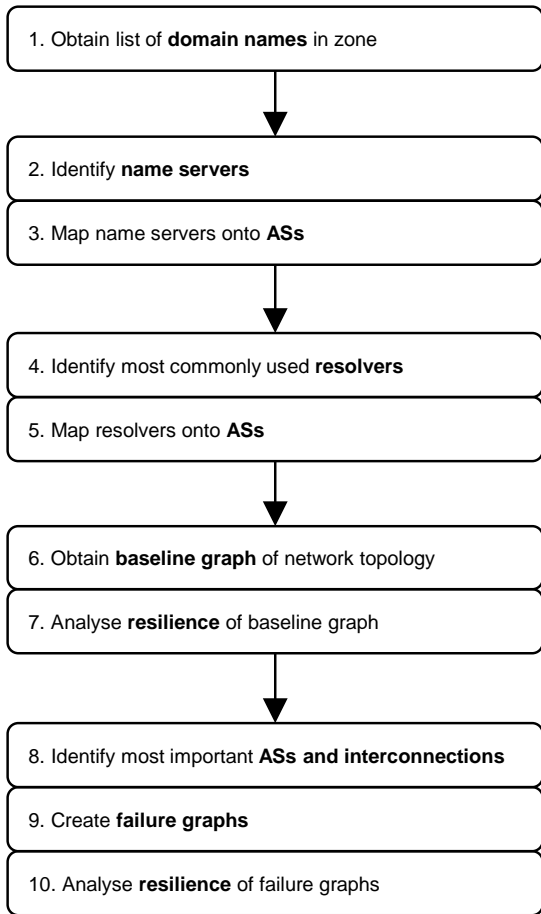 1. Obtain list of domain names in zone
2. Identify name servers
3. Map name servers onto ASs
4. Identify most commonly used resolvers
5. Map resolvers onto ASs
6. Obtain baseline graph of network topology
7. Analyse resilience of baseline graph
8. Identify most important ASs and interconnections
9. Create failure graphs
10. Analyse resilience of failure graphs